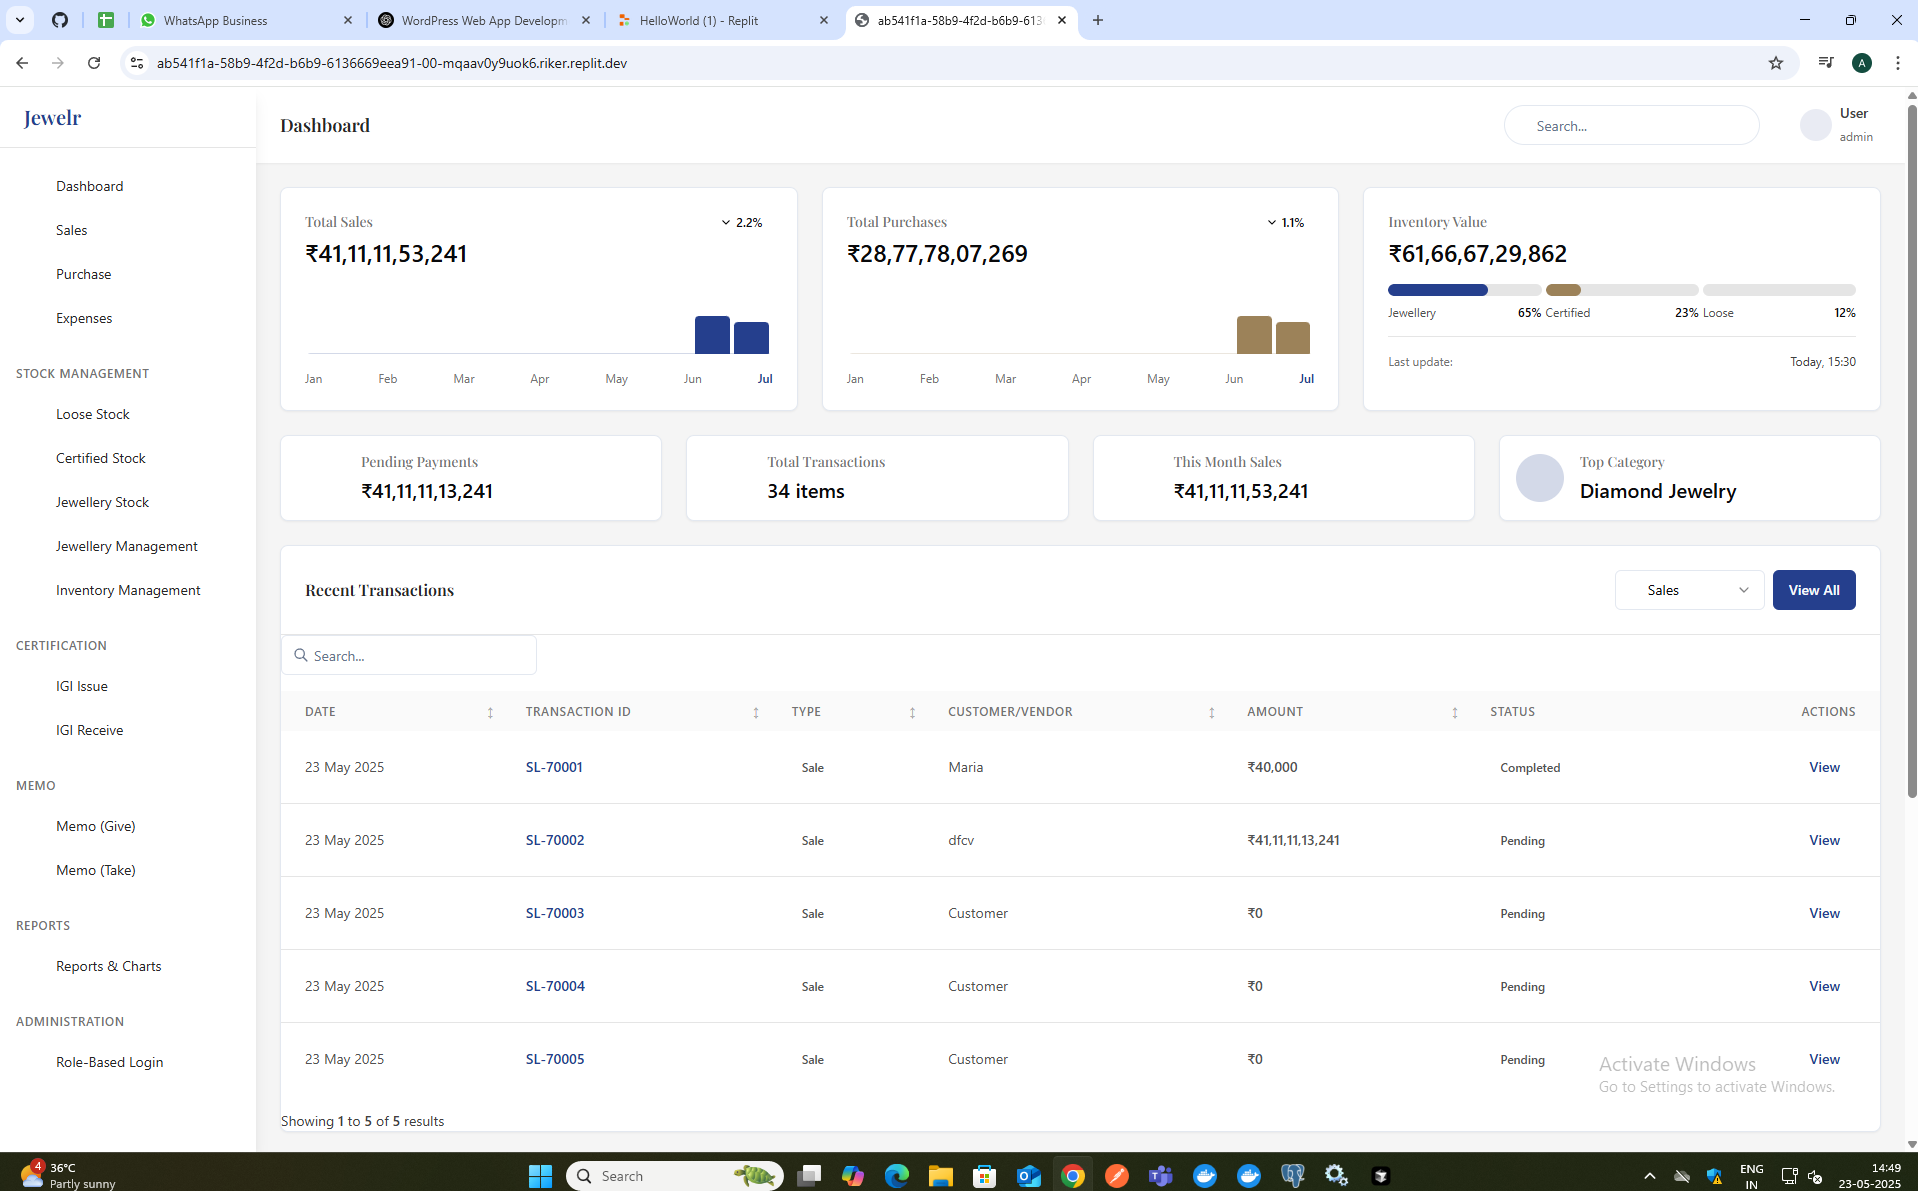 WhatsApp Business
WordPress Web App Developm
HelloWorld (1) - Replit
ab541f1a-58b9-4f2d-b6b9-613
ab541f1a-58b9-4f2d-b6b9-6136669eea91-00-mqaav0y9uok6.riker.replit.dev
A
Jewelr
Dashboard
Sales
Purchase
Expenses
STOCK MANAGEMENT
Loose Stock
Certified Stock
Jewellery Stock
Jewellery Management
Inventory Management
CERTIFICATION
IGI Issue
IGI Receive
MEMO
Memo (Give)
Memo (Take)
REPORTS
Reports & Charts
ADMINISTRATION
Role-Based Login
Dashboard
Search...
User
admin
Total Sales
2.2%
₹41,11,11,53,241
Jan Feb Mar Apr May Jun Jul
Total Purchases
1.1%
₹28,77,78,07,269
Jan Feb Mar Apr May Jun Jul
Inventory Value
₹61,66,67,29,862
Jewellery 65% Certified 23% Loose 12%
Last update: Today, 15:30
Pending Payments
₹41,11,11,13,241
Total Transactions
34 items
This Month Sales
₹41,11,11,53,241
Top Category
Diamond Jewelry
Recent Transactions
Sales
View All
Search...
DATE TRANSACTION ID TYPE CUSTOMER/VENDOR AMOUNT STATUS ACTIONS
23 May 2025 SL-70001 Sale Maria ₹40,000 Completed View
23 May 2025 SL-70002 Sale dfcv ₹41,11,11,13,241 Pending View
23 May 2025 SL-70003 Sale Customer ₹0 Pending View
23 May 2025 SL-70004 Sale Customer ₹0 Pending View
23 May 2025 SL-70005 Sale Customer ₹0 Pending View
Activate Windows
Go to Settings to activate Windows.
Showing 1 to 5 of 5 results
4
36°C
Partly sunny
Search
ENG
IN
14:49
23-05-2025